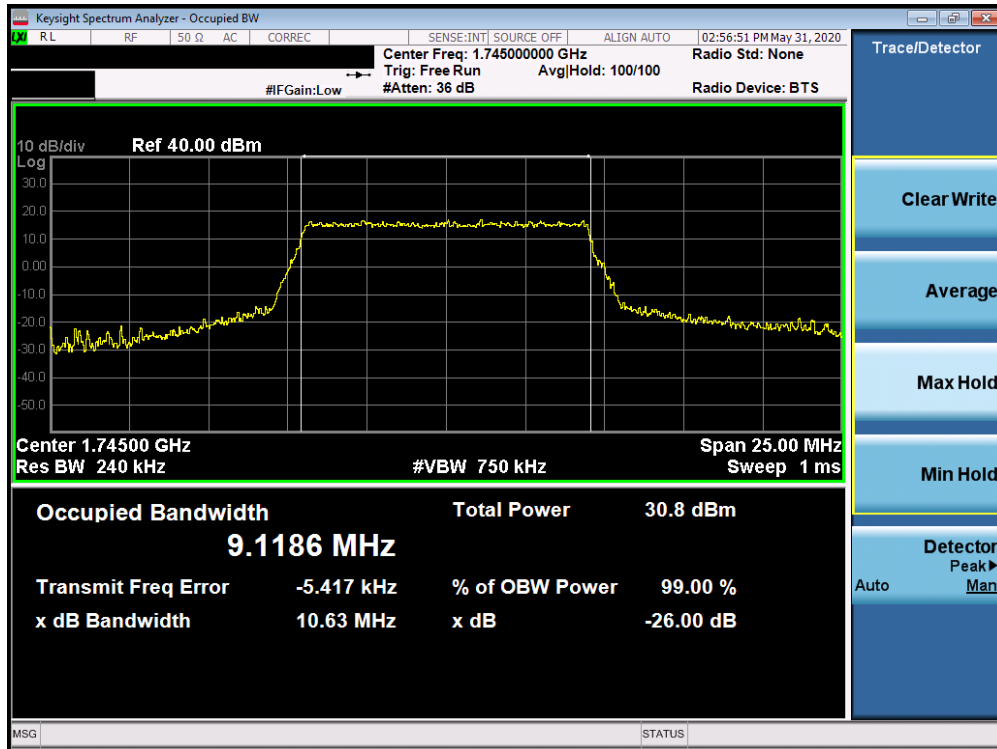 Keysight Spectrum Analyzer - Occupied BW
LXI RL RF 50 Ω AC CORREC SENSE:INT SOURCE OFF ALIGN AUTO 02:56:51 PM May 31, 2020
Center Freq: 1.745000000 GHz Radio Std: None
Trig: Free Run Avg|Hold: 100/100
#IFGain:Low #Atten: 36 dB Radio Device: BTS
Trace/Detector
10 dB/div Ref 40.00 dBm
Log
30.0
20.0
10.0
0.00
-10.0
-20.0
-30.0
-40.0
-50.0
Center 1.74500 GHz Span 25.00 MHz
Res BW 240 kHz #VBW 750 kHz Sweep 1 ms
Occupied Bandwidth Total Power 30.8 dBm
9.1186 MHz
Transmit Freq Error -5.417 kHz % of OBW Power 99.00 %
x dB Bandwidth 10.63 MHz x dB -26.00 dB
Clear Write
Average
Max Hold
Min Hold
Detector
Peak▶
Auto Man
MSG STATUS